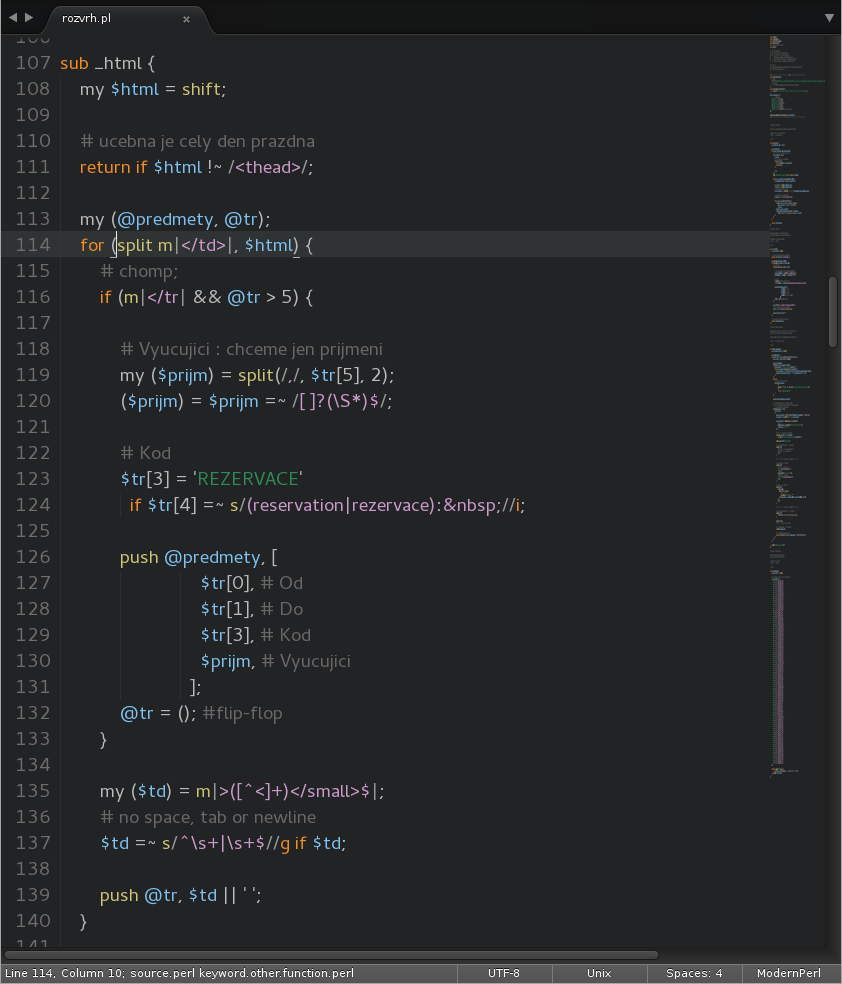 rozvrh.pl ×
107 sub _html {
108 my $html = shift;
109
110 # ucebna je cely den prazdna
111 return if $html !~ /<thead>/;
112
113 my (@predmety, @tr);
114 for (split m|</td>|, $html) {
115 # chomp;
116 if (m|</tr| && @tr > 5) {
117
118 # Vyucujici : chceme jen prijmeni
119 my ($prijm) = split(/,/, $tr[5], 2);
120 ($prijm) = $prijm =~ /[ ]?(\S*)$/;
121
122 # Kod
123 $tr[3] = 'REZERVACE'
124 if $tr[4] =~ s/(reservation|rezervace):&nbsp;//i;
125
126 push @predmety, [
127 $tr[0], # Od
128 $tr[1], # Do
129 $tr[3], # Kod
130 $prijm, # Vyucujici
131 ];
132 @tr = (); #flip-flop
133 }
134
135 my ($td) = m|>([^<]+)</small>$|;
136 # no space, tab or newline
137 $td =~ s/^\s+|\s+$//g if $td;
138
139 push @tr, $td || ' ';
140 }
141
Line 114, Column 10; source.perl keyword.other.function.perl UTF-8 Unix Spaces: 4 ModernPerl